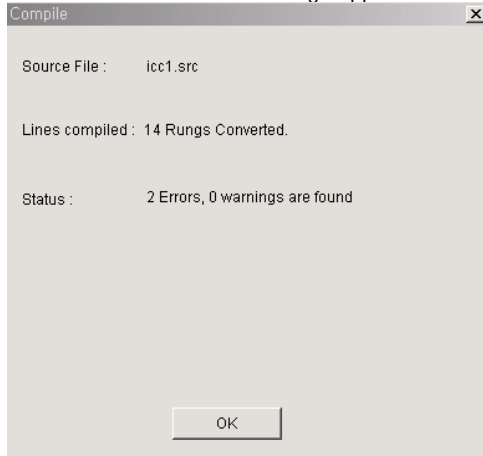 Compile
Source File : icc1.src
Lines compiled : 14 Rungs Converted.
Status : 2 Errors, 0 warnings are found
OK